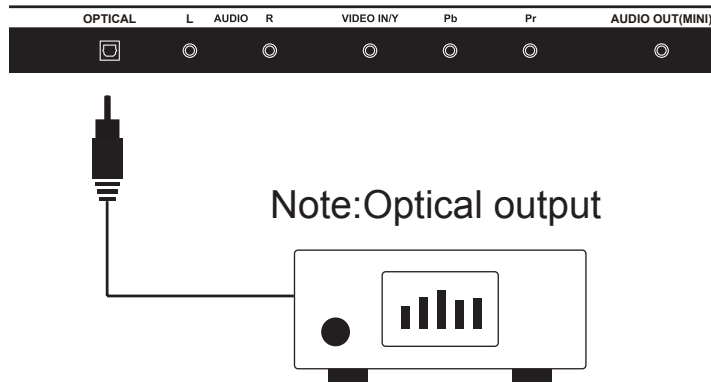 OPTICAL L AUDIO R VIDEO IN/Y Pb Pr AUDIO OUT(MINI)
Note:Optical output